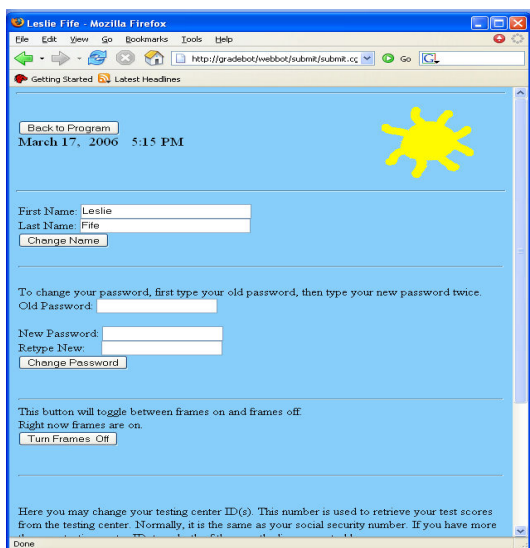 Leslie Fife - Mozilla Firefox
File Edit View Go Bookmarks Tools Help
http://gradebot/webbot/submit/submit.cg Go G
Getting Started Latest Headlines
Back to Program
March 17, 2006 5:15 PM
First Name: Leslie
Last Name: Fife
Change Name
To change your password, first type your old password, then type your new password twice.
Old Password:
New Password:
Retype New:
Change Password
This button will toggle between frames on and frames off.
Right now frames are on.
Turn Frames Off
Here you may change your testing center ID(s). This number is used to retrieve your test scores
from the testing center. Normally, it is the same as your social security number. If you have more
Done